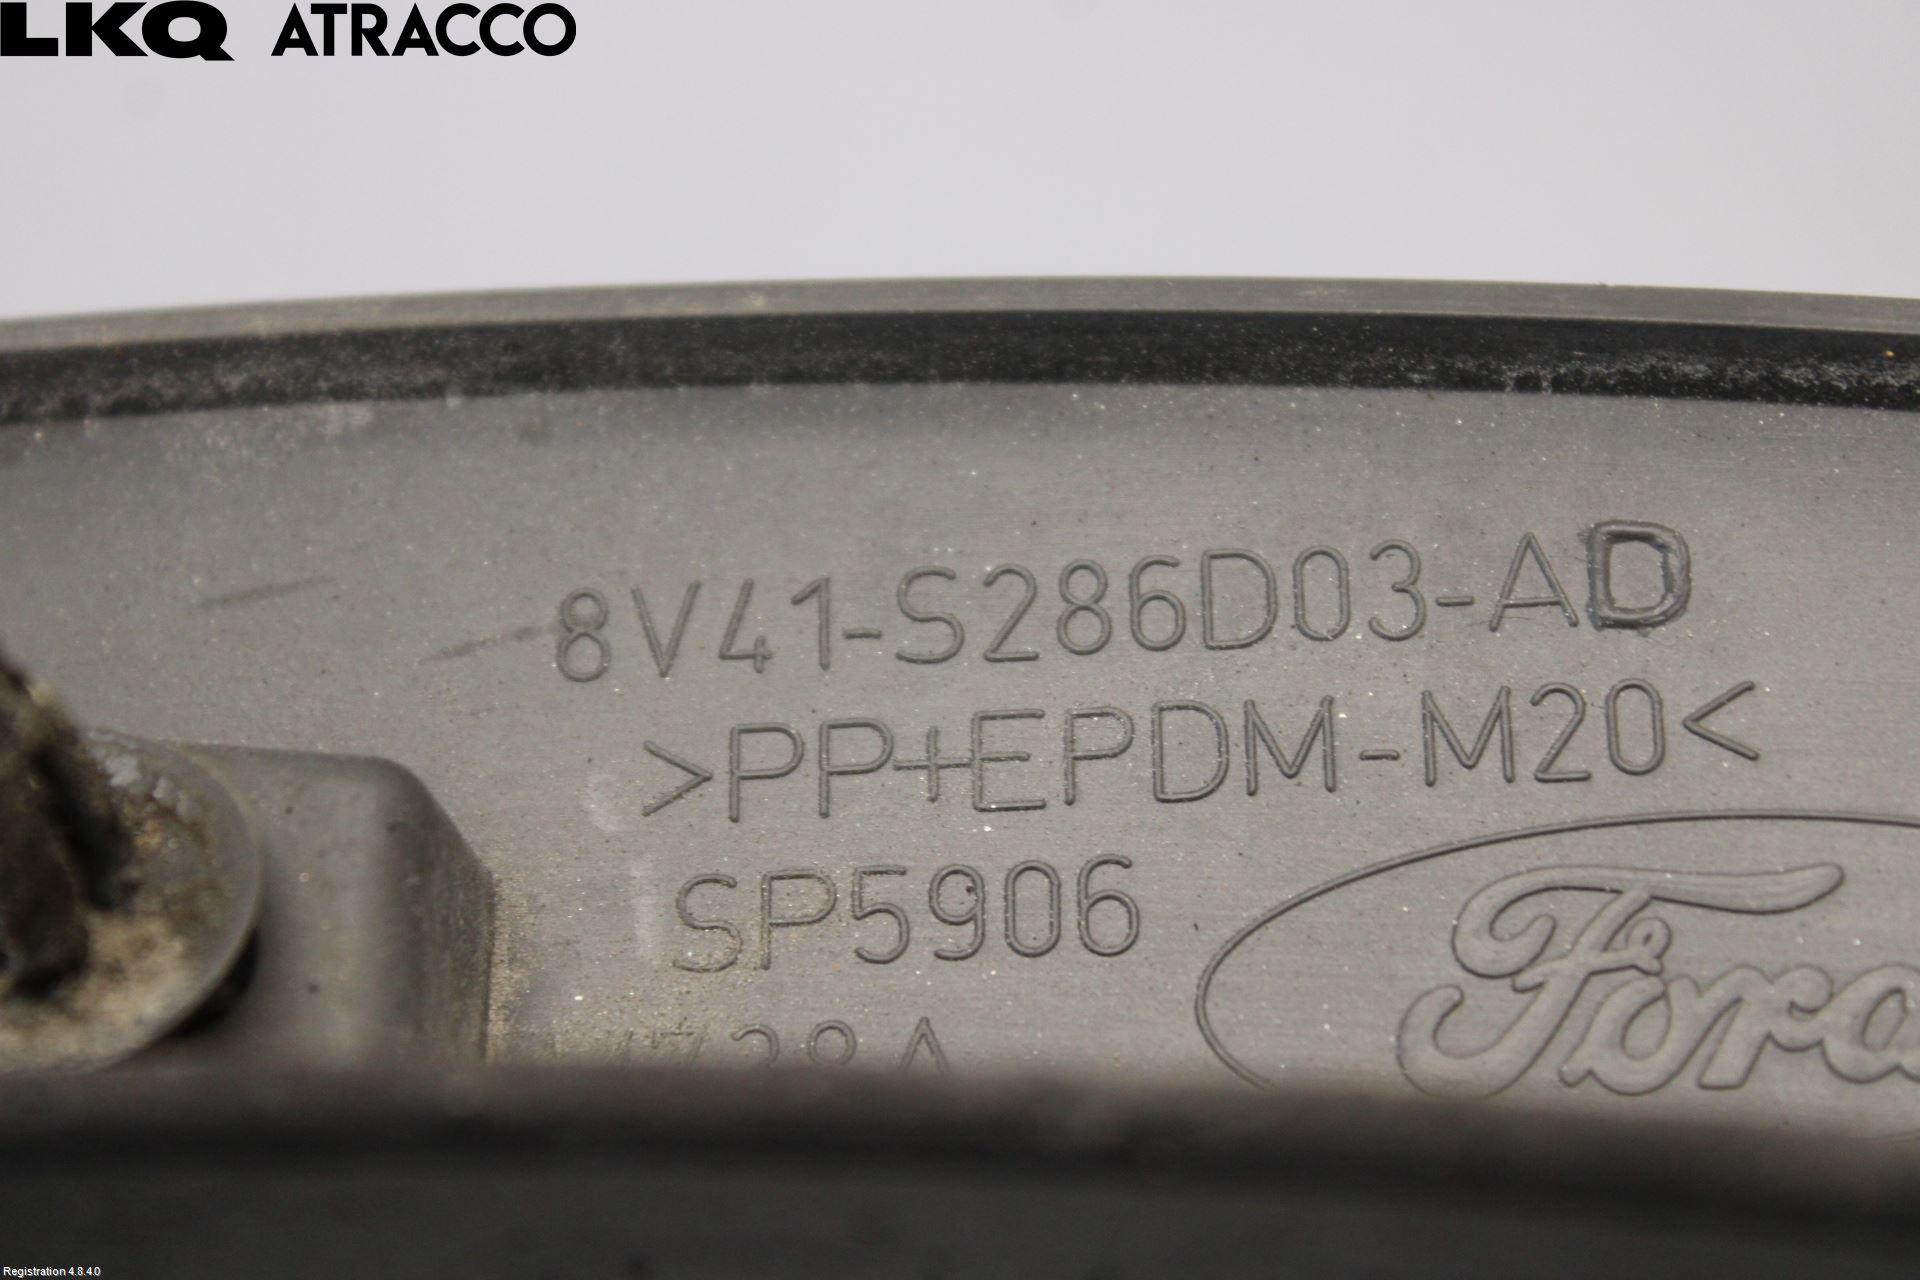 LKQ ATRACCO
8V41-S286D03-AD
>PP+EPDM-M20<
SP5906
Ford
Registration 4.8.4.0